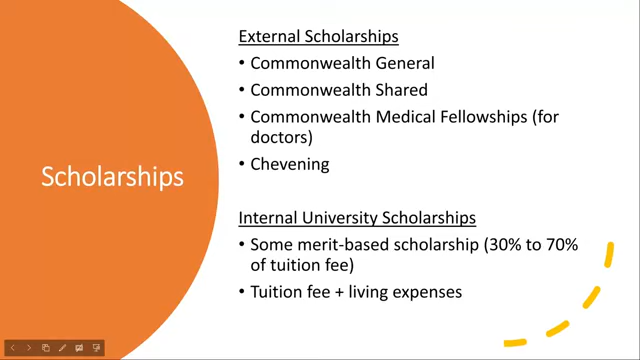 Scholarships
External Scholarships
• Commonwealth General
• Commonwealth Shared
• Commonwealth Medical Fellowships (for
doctors)
• Chevening
Internal University Scholarships
• Some merit-based scholarship (30% to 70%
of tuition fee)
• Tuition fee + living expenses